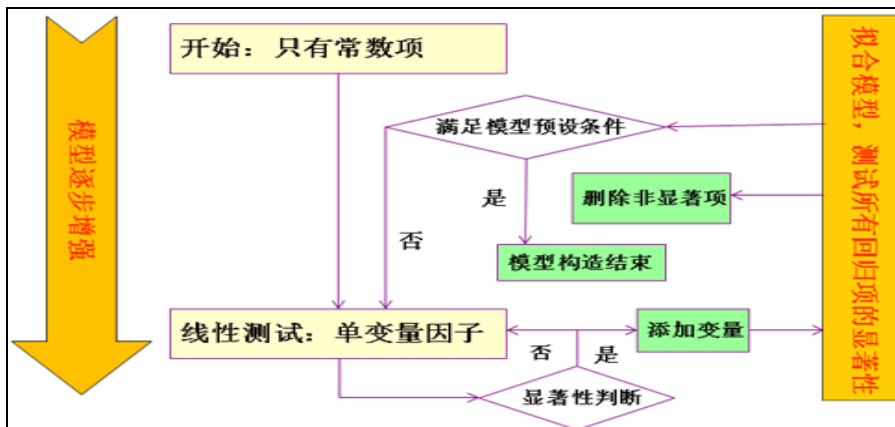 开始：只有常数项
满足模型预设条件
是
删除非显著项
否
模型构造结束
线性测试：单变量因子
添加变量
否
是
显著性判断
模型逐步增强
拟合模型，测试所有回归项的显著性